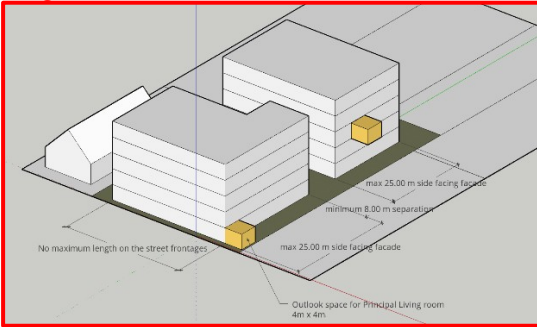 max 25.00 m side facing facade
minimum 8.00 m separation
No maximum length on the street frontages
max 25.00 m side facing facade
Outlook space for Principal Living room
4m x 4m